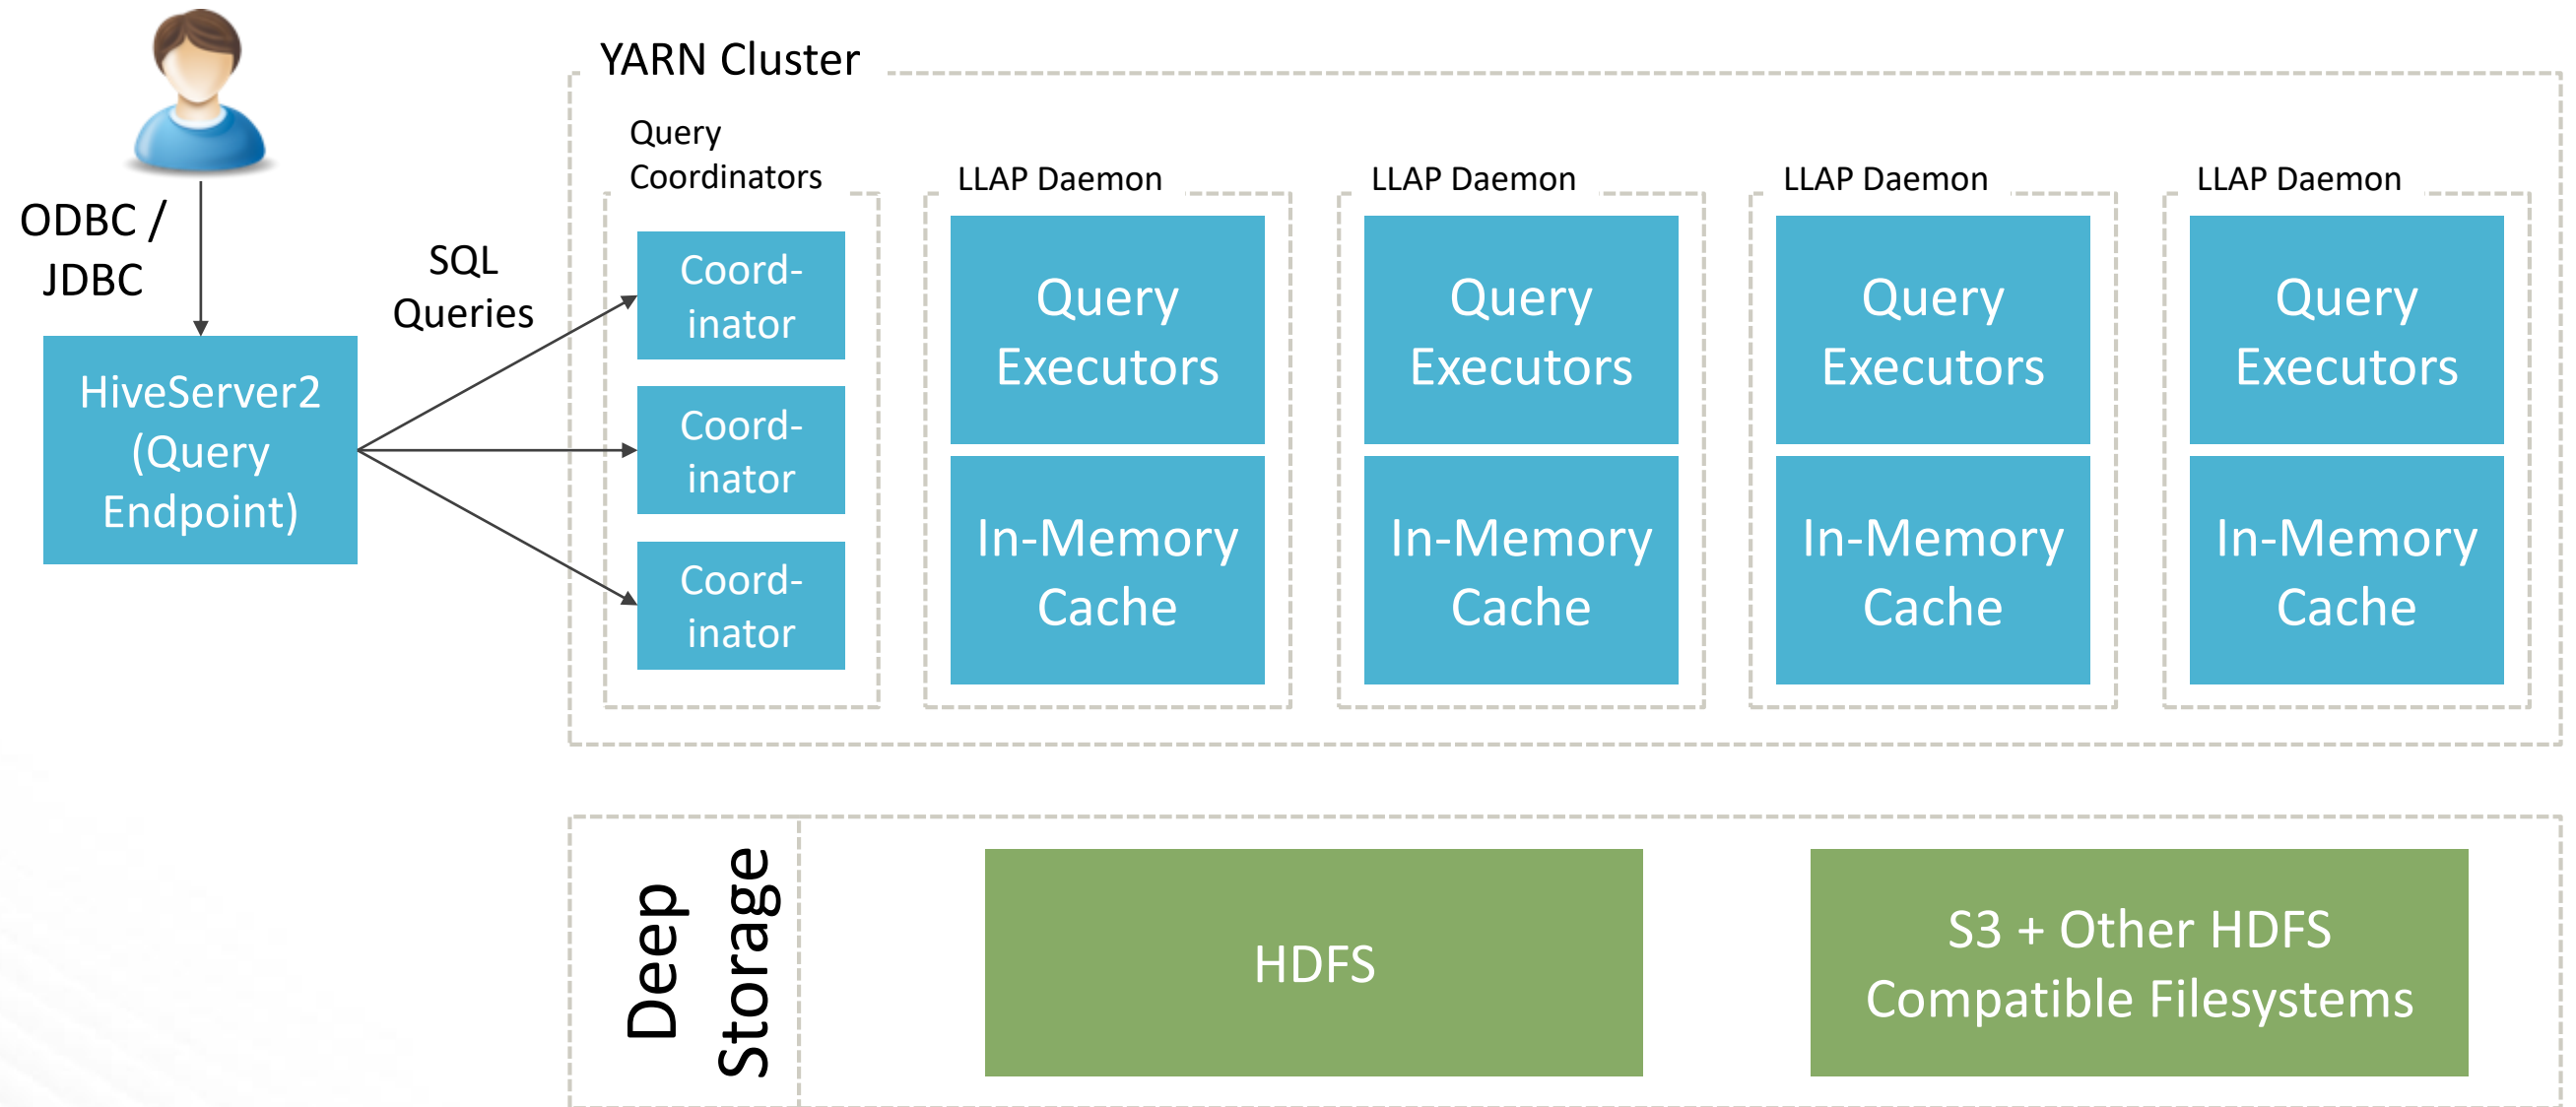 ODBC /
JDBC
HiveServer2
(Query
Endpoint)
SQL
Queries
YARN Cluster
Query
Coordinators
Coord-
inator
Coord-
inator
Coord-
inator
LLAP Daemon
Query
Executors
In-Memory
Cache
LLAP Daemon
Query
Executors
In-Memory
Cache
LLAP Daemon
Query
Executors
In-Memory
Cache
LLAP Daemon
Query
Executors
In-Memory
Cache
Deep
Storage
HDFS
S3 + Other HDFS
Compatible Filesystems